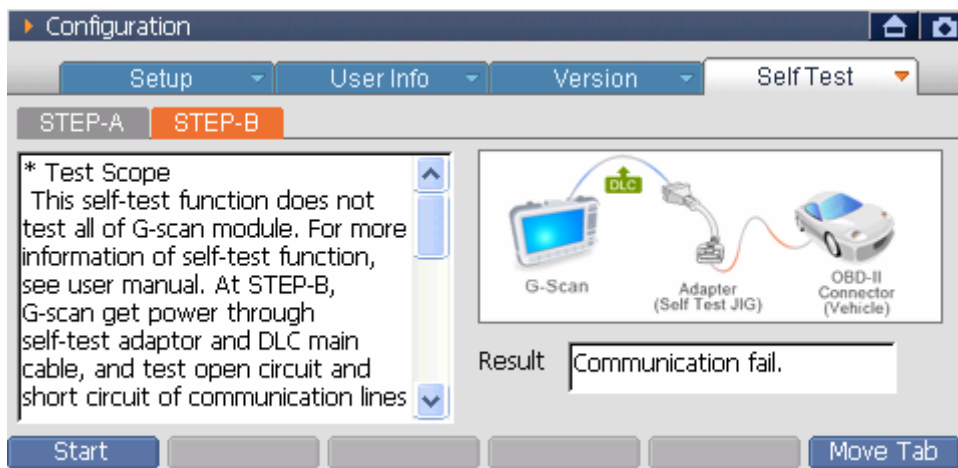 Configuration
Setup
User Info
Version
Self Test
STEP-A
STEP-B
* Test Scope
This self-test function does not
test all of G-scan module. For more
information of self-test function,
see user manual. At STEP-B,
G-scan get power through
self-test adaptor and DLC main
cable, and test open circuit and
short circuit of communication lines
DLC
G-Scan
Adapter
(Self Test JIG)
OBD-II
Connector
(Vehicle)
Result
Communication fail.
Start
Move Tab